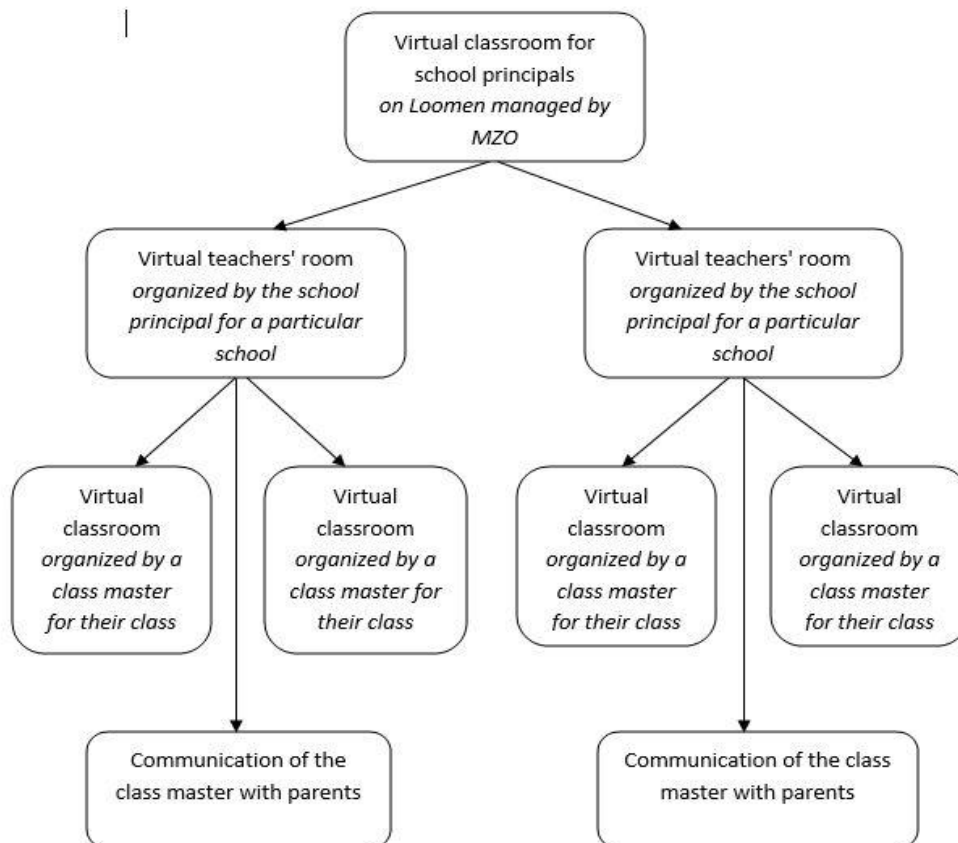 Virtual classroom for
school principals
on Loomen managed by
MZO
Virtual teachers' room
organized by the school
principal for a particular
school
Virtual teachers' room
organized by the school
principal for a particular
school
Virtual
classroom
organized by a
class master
for their class
Virtual
classroom
organized by a
class master for
their class
Virtual
classroom
organized by a
class master
for their class
Virtual
classroom
organized by a
class master
for their class
Communication of the
class master with parents
Communication of the class
master with parents